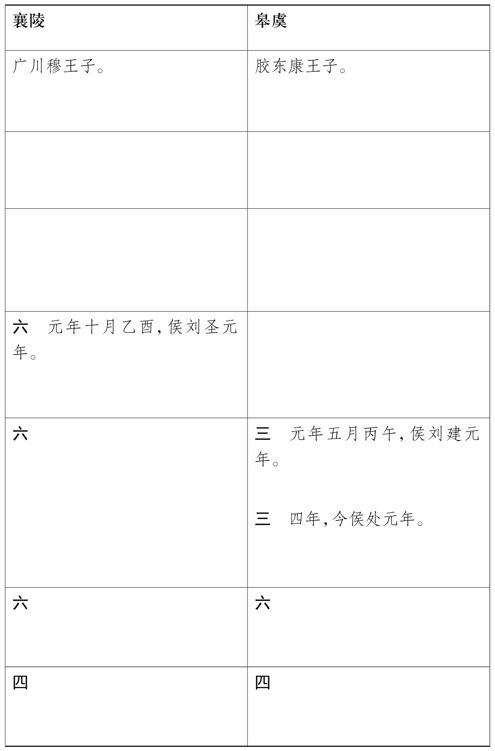 襄陵
皋虞
广川穆王子。
胶东康王子。
六 元年十月乙酉,侯刘圣元
年。
六
三 元年五月丙午,侯刘建元
年。
三 四年,今侯处元年。
六
六
四
四